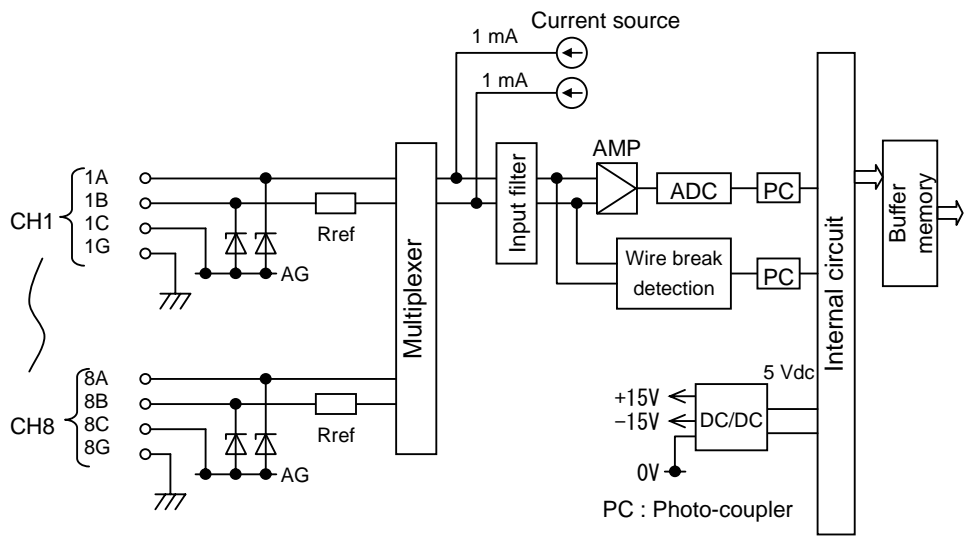 Current source
1 mA
1 mA
CH1
1A
1B
1C
1G
Rref
AG
Multiplexer
Input filter
AMP
ADC
PC
Wire break
detection
PC
Internal circuit
Buffer
memory
CH8
8A
8B
8C
8G
Rref
AG
5 Vdc
+15V
−15V
0V
DC/DC
PC : Photo-coupler